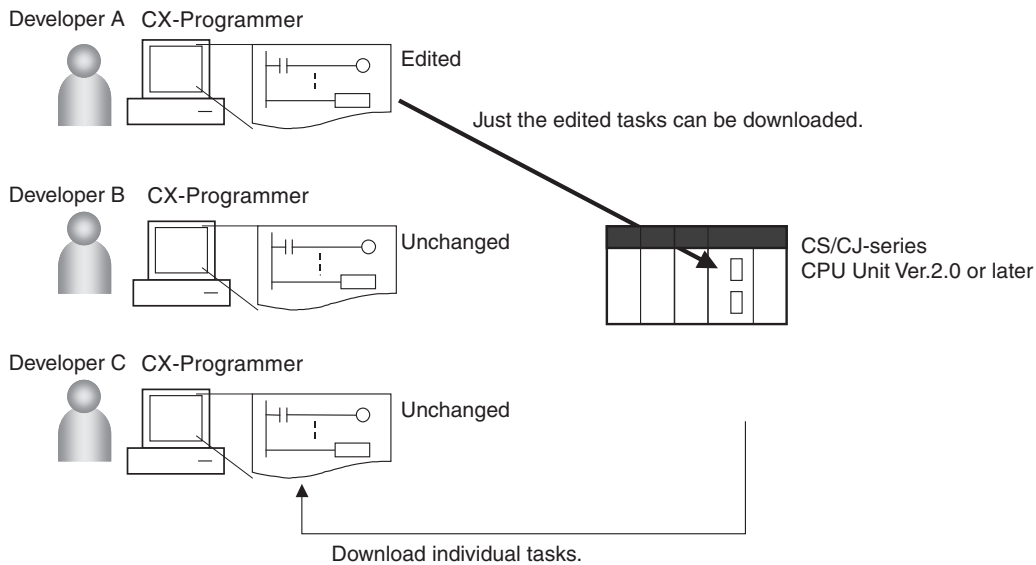 Developer A CX-Programmer
Edited
Just the edited tasks can be downloaded.
Developer B CX-Programmer
Unchanged
CS/CJ-series
CPU Unit Ver.2.0 or later
Developer C CX-Programmer
Unchanged
Download individual tasks.